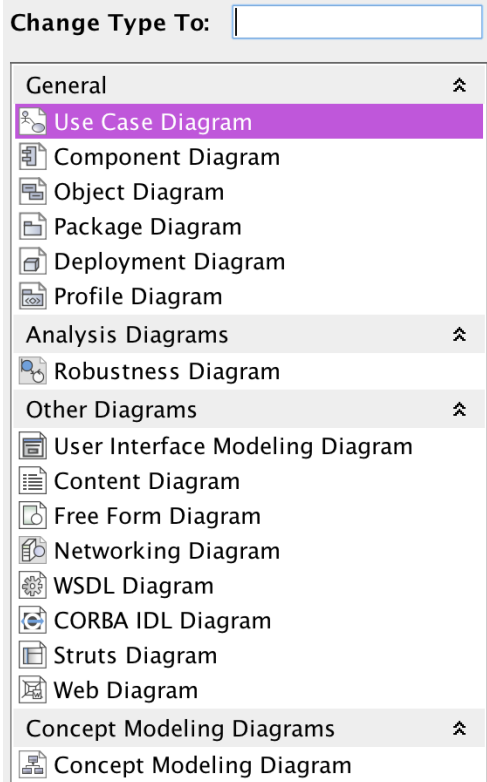 Change Type To:
General
Use Case Diagram
Component Diagram
Object Diagram
Package Diagram
Deployment Diagram
Profile Diagram
Analysis Diagrams
Robustness Diagram
Other Diagrams
User Interface Modeling Diagram
Content Diagram
Free Form Diagram
Networking Diagram
WSDL Diagram
CORBA IDL Diagram
Struts Diagram
Web Diagram
Concept Modeling Diagrams
Concept Modeling Diagram